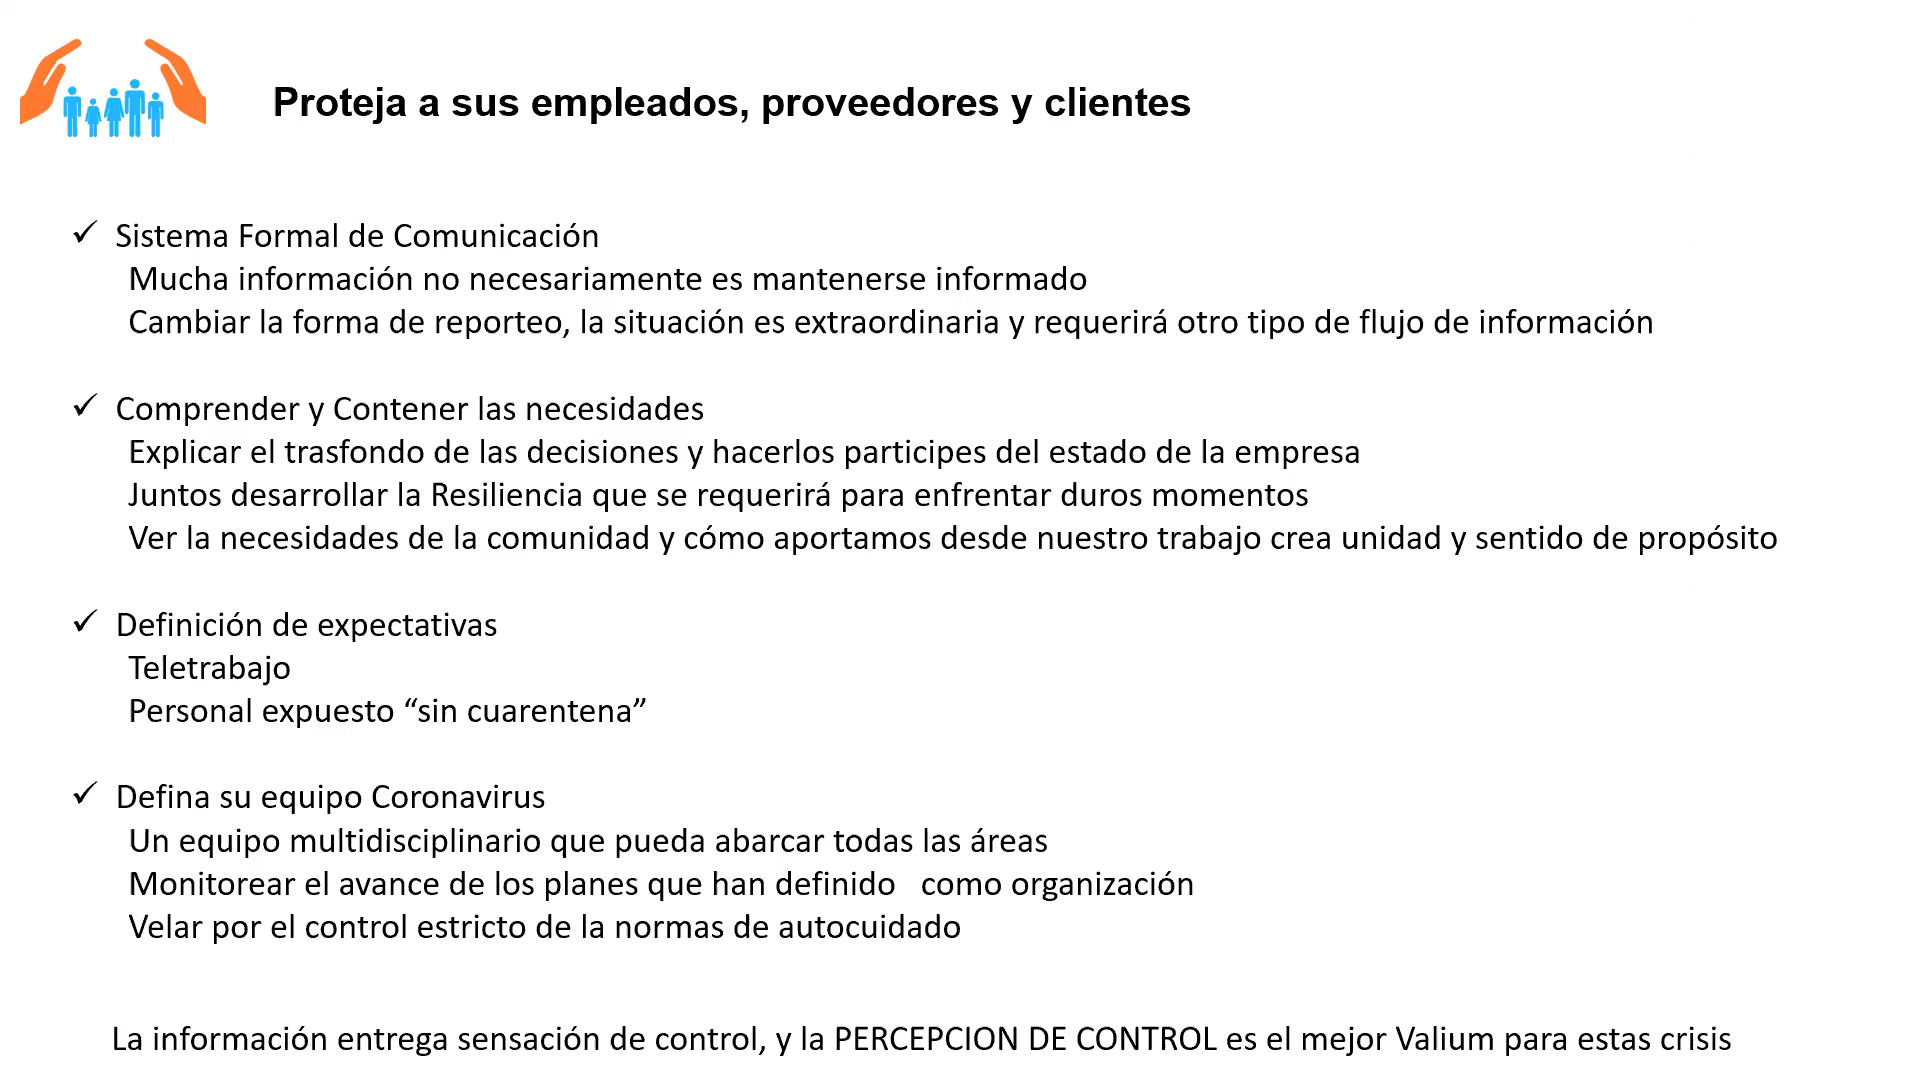 Proteja a sus empleados, proveedores y clientes
✓ Sistema Formal de Comunicación
Mucha información no necesariamente es mantenerse informado
Cambiar la forma de reporteo, la situación es extraordinaria y requerirá otro tipo de flujo de información
✓ Comprender y Contener las necesidades
Explicar el trasfondo de las decisiones y hacerlos participes del estado de la empresa
Juntos desarrollar la Resiliencia que se requerirá para enfrentar duros momentos
Ver la necesidades de la comunidad y cómo aportamos desde nuestro trabajo crea unidad y sentido de propósito
✓ Definición de expectativas
Teletrabajo
Personal expuesto “sin cuarentena”
✓ Defina su equipo Coronavirus
Un equipo multidisciplinario que pueda abarcar todas las áreas
Monitorear el avance de los planes que han definido   como organización
Velar por el control estricto de la normas de autocuidado
La información entrega sensación de control, y la PERCEPCION DE CONTROL es el mejor Valium para estas crisis